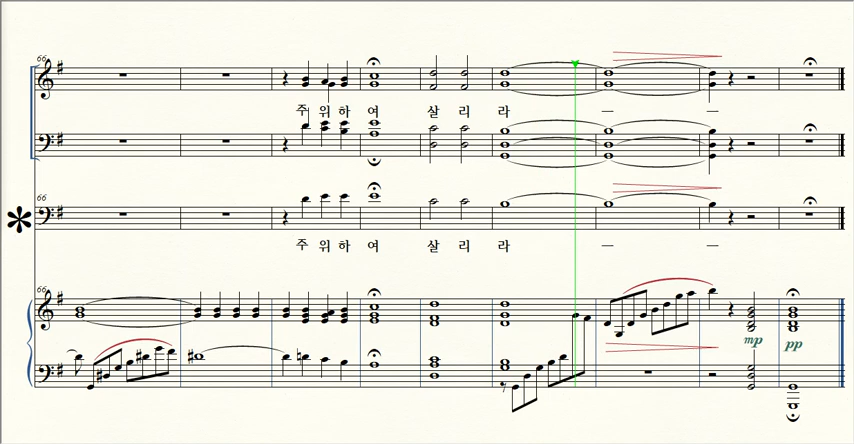 66
주 위 하 여 살 리 라
66
주 위 하 여 살 리 라
66
mp pp